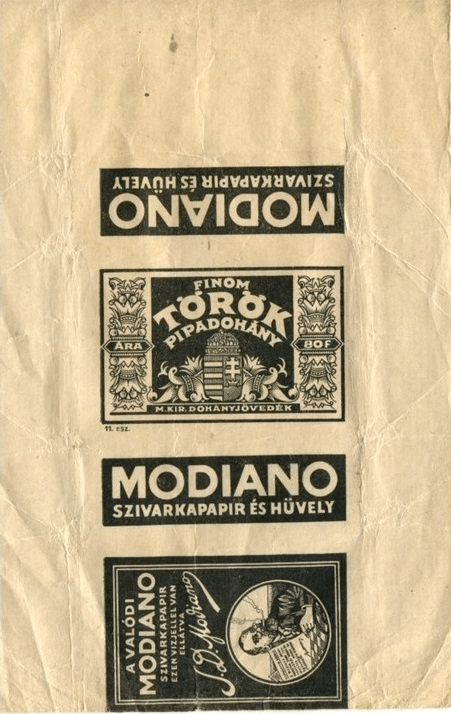 MODIANO
SZIVARKAPAPIR ÉS HÜVELY
FINOM
TÖRÖK
PIPADOHÁNY
ÁRA
80 F
M.KIR.DOHÁNYJÖVEDÉK
11. F.SZ.
MODIANO
SZIVARKAPAPIR ÉS HÜVELY
A VALÓDI
MODIANO
SZIVARKAPAPIR
EZEN VIZJELLEL VAN
ELLÁTVA
S.D. Modiano